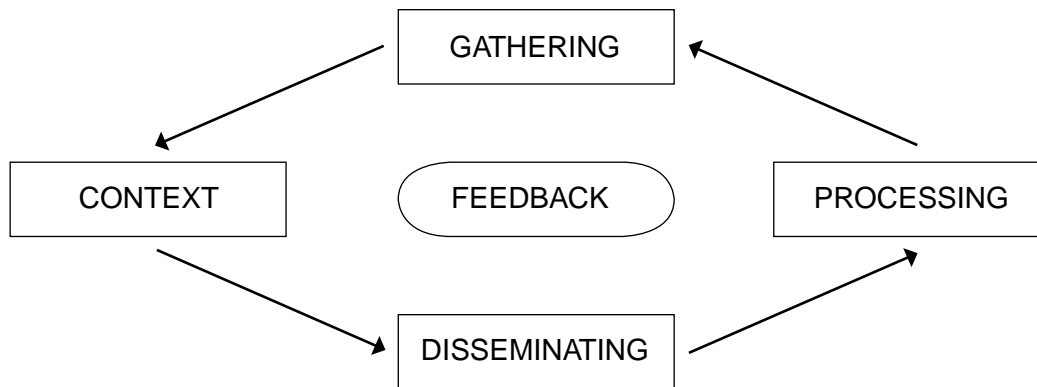 GATHERING
CONTEXT
FEEDBACK
PROCESSING
DISSEMINATING